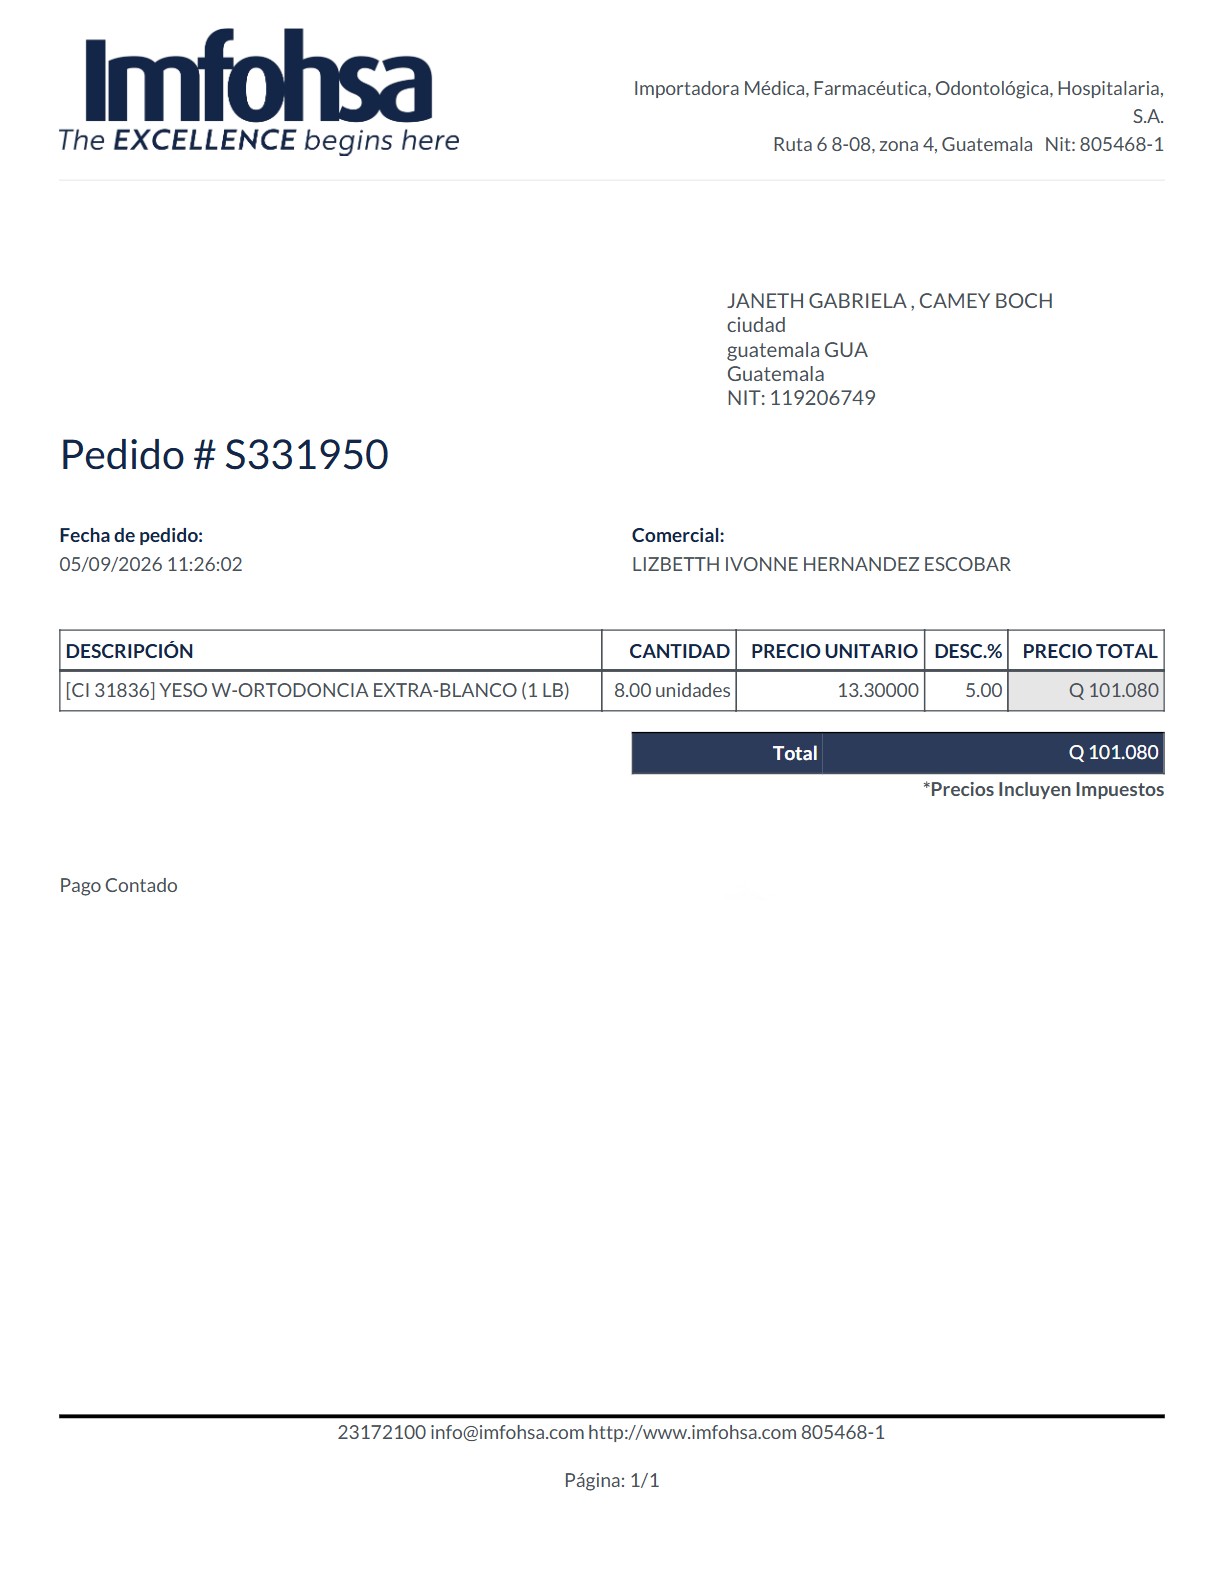 Imfohsa
The EXCELLENCE begins here
Importadora Médica, Farmacéutica, Odontológica, Hospitalaria,
S.A.
Ruta 6 8-08, zona 4, Guatemala   Nit: 805468-1
JANETH GABRIELA , CAMEY BOCH
ciudad
guatemala GUA
Guatemala
NIT: 119206749
Pedido # S331950
Fecha de pedido:
05/09/2026 11:26:02
Comercial:
LIZBETTH IVONNE HERNANDEZ ESCOBAR
DESCRIPCIÓN CANTIDAD PRECIO UNITARIO DESC.% PRECIO TOTAL
[CI 31836] YESO W-ORTODONCIA EXTRA-BLANCO (1 LB) 8.00 unidades 13.30000 5.00 Q 101.080
Total Q 101.080
*Precios Incluyen Impuestos
Pago Contado
23172100 info@imfohsa.com http://www.imfohsa.com 805468-1
Página: 1/1